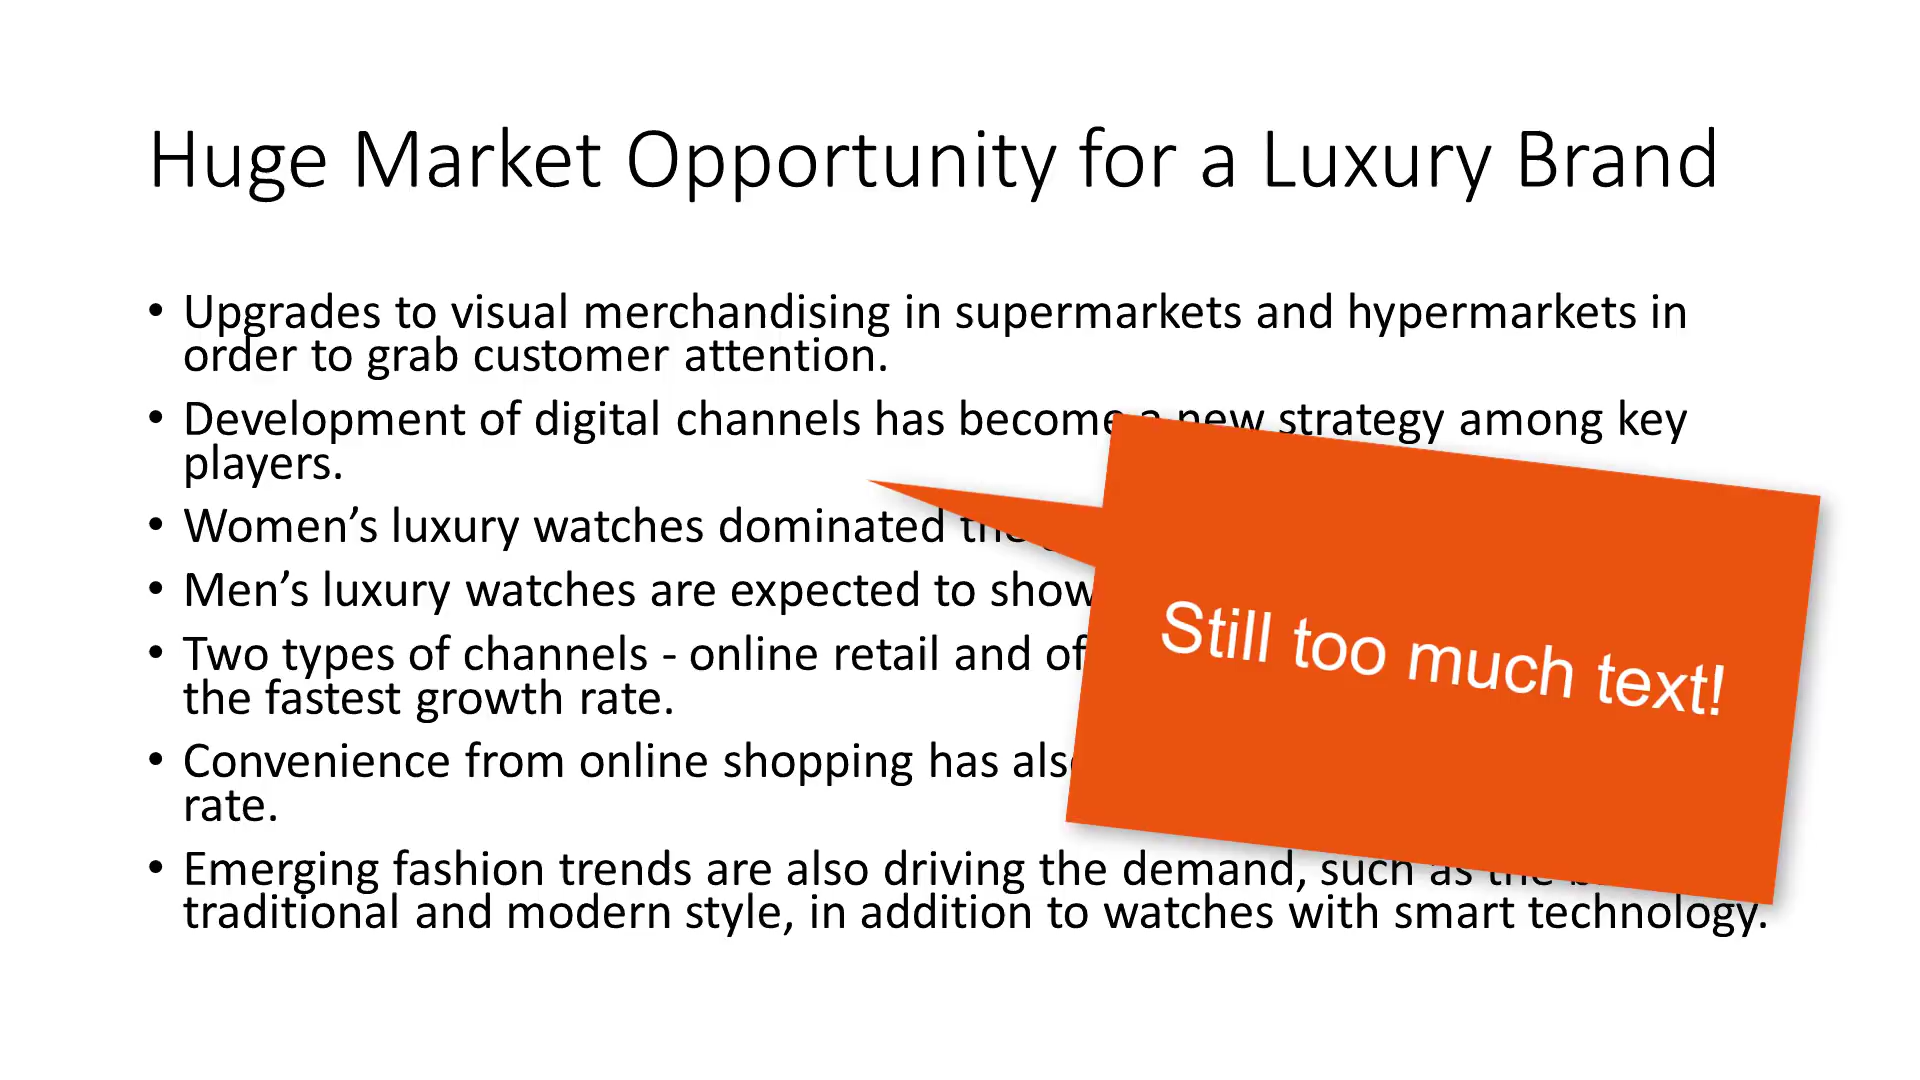 Huge Market Opportunity for a Luxury Brand
• Upgrades to visual merchandising in supermarkets and hypermarkets in
order to grab customer attention.
• Development of digital channels has become a new strategy among key
players.
• Women’s luxury watches dominated the
• Men’s luxury watches are expected to show
• Two types of channels - online retail and
the fastest growth rate.
• Convenience from online shopping has also
rate.
• Emerging fashion trends are also driving the demand, such as the
traditional and modern style, in addition to watches with smart technology.
Still too much text!